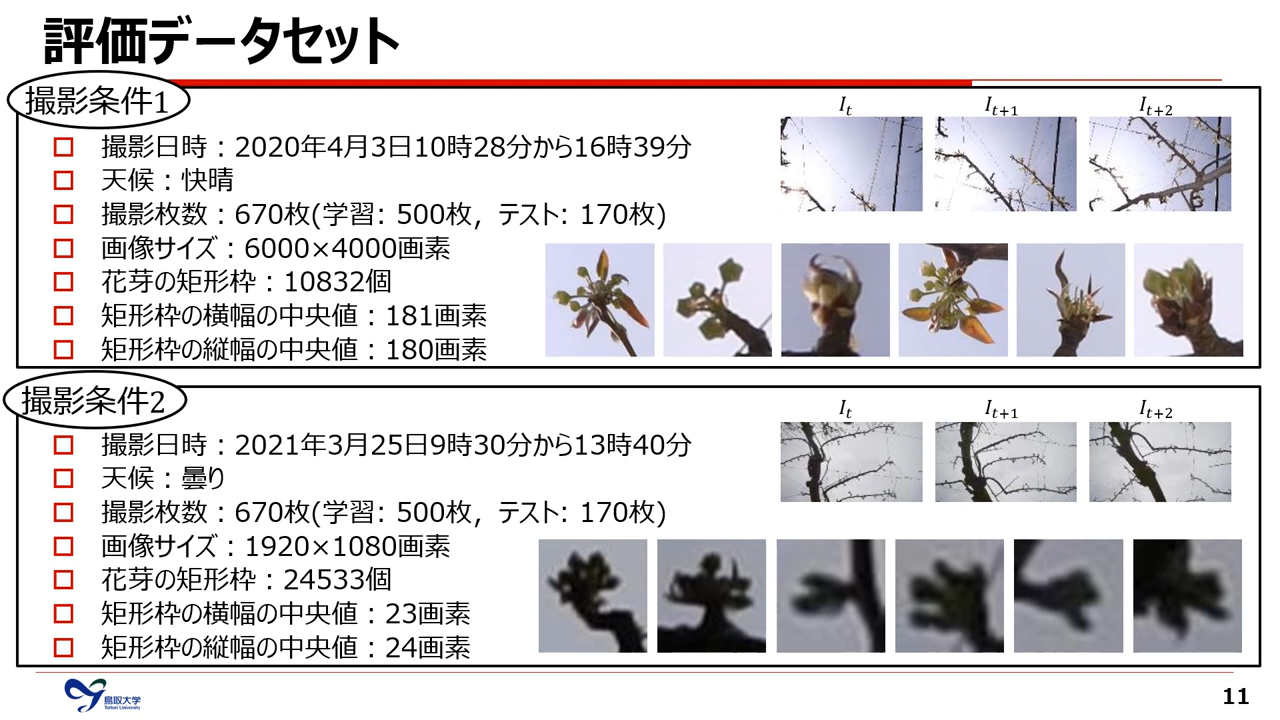 評価データセット
撮影条件1
撮影日時：2020年4月3日10時28分から16時39分
天候：快晴
撮影枚数：670枚(学習: 500枚, テスト: 170枚)
画像サイズ：6000×4000画素
花芽の矩形枠：10832個
矩形枠の横幅の中央値：181画素
矩形枠の縦幅の中央値：180画素
I_t I_{t+1} I_{t+2}
撮影条件2
撮影日時：2021年3月25日9時30分から13時40分
天候：曇り
撮影枚数：670枚(学習: 500枚, テスト: 170枚)
画像サイズ：1920×1080画素
花芽の矩形枠：24533個
矩形枠の横幅の中央値：23画素
矩形枠の縦幅の中央値：24画素
I_t I_{t+1} I_{t+2}
鳥取大学
Tottori University
11